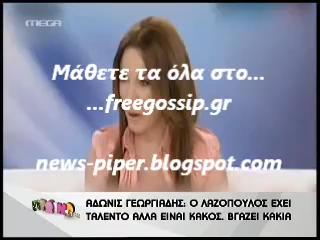 MEGA
Μάθετε τα όλα στο...
...freegossip.gr
news-piper.blogspot.com
ΑΔΩΝΙΣ ΓΕΩΡΓΙΑΔΗΣ: Ο ΛΑΖΟΠΟΥΛΟΣ ΕΧΕΙ
ΤΑΛΕΝΤΟ ΑΛΛΑ ΕΙΝΑΙ ΚΑΚΟΣ. ΒΓΑΖΕΙ ΚΑΚΙΑ